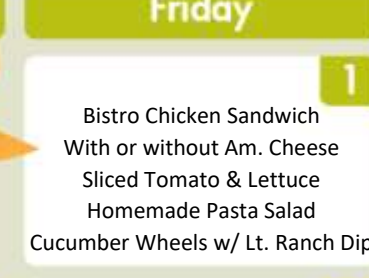 Friday
1
Bistro Chicken Sandwich
With or without Am. Cheese
Sliced Tomato & Lettuce
Homemade Pasta Salad
Cucumber Wheels w/ Lt. Ranch Dip